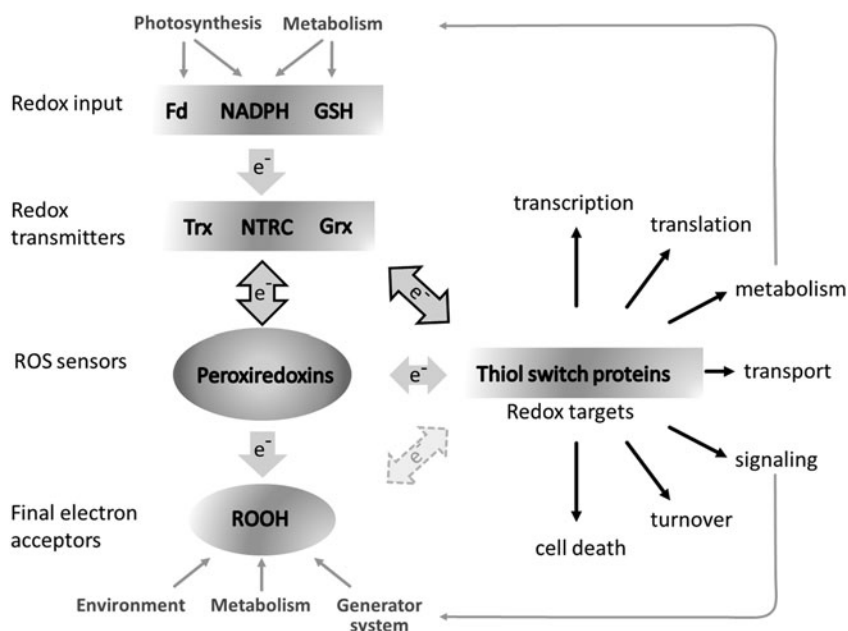 Photosynthesis Metabolism
Redox input
Fd NADPH GSH
e-
Redox
transmitters
Trx NTRC Grx
e-
e-
ROS sensors
Peroxiredoxins
e-
Thiol switch proteins
Redox targets
transcription
translation
metabolism
transport
signaling
turnover
cell death
e-
e-
Final electron
acceptors
ROOH
Environment Metabolism Generator
system